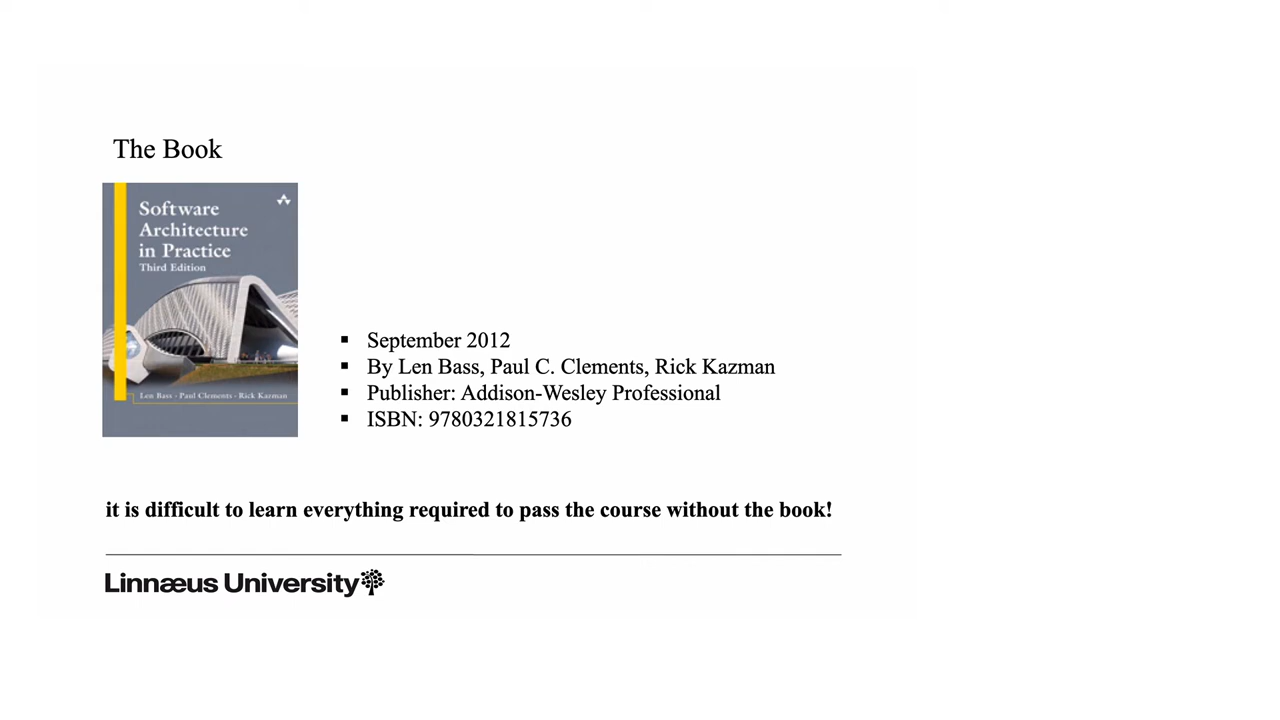 The Book
Software
Architecture
in Practice
Third Edition
Len Bass · Paul Clements · Rick Kazman
September 2012
By Len Bass, Paul C. Clements, Rick Kazman
Publisher: Addison-Wesley Professional
ISBN: 9780321815736
it is difficult to learn everything required to pass the course without the book!
Linnæus University